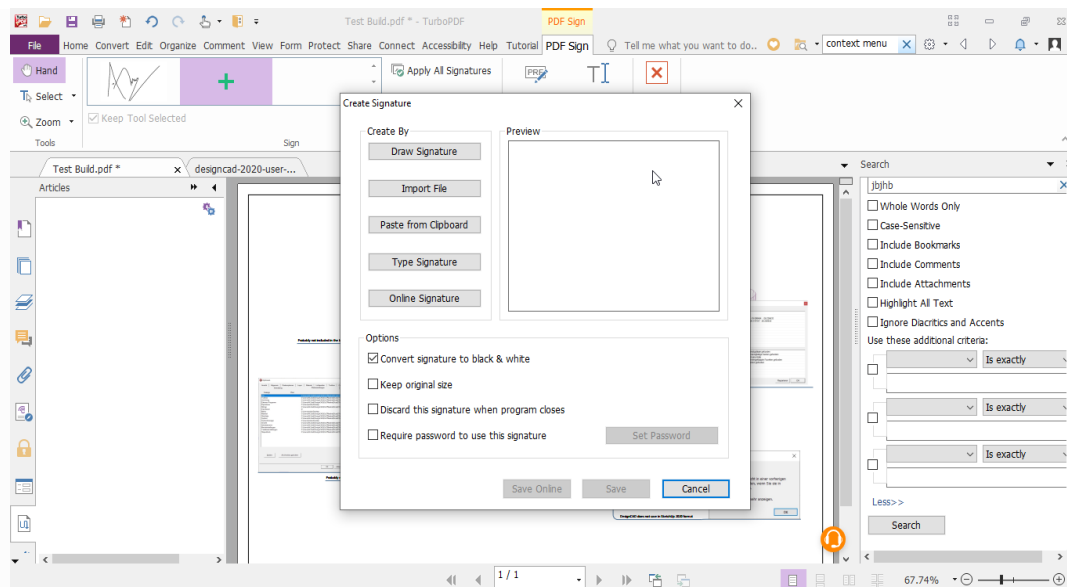 Test Build.pdf * - TurboPDF
PDF Sign
File Home Convert Edit Organize Comment View Form Protect Share Connect Accessibility Help Tutorial PDF Sign Tell me what you want to do.. context menu
Hand
Select
Zoom
Tools
Keep Tool Selected
Sign
Apply All Signatures
PRE
Test Build.pdf * x designcad-2020-user-...
Articles
Create Signature
Create By
Draw Signature
Import File
Paste from Clipboard
Type Signature
Online Signature
Preview
Options
Convert signature to black & white
Keep original size
Discard this signature when program closes
Require password to use this signature
Set Password
Save Online
Save
Cancel
Search
jbjhb
Whole Words Only
Case-Sensitive
Include Bookmarks
Include Comments
Include Attachments
Highlight All Text
Ignore Diacritics and Accents
Use these additional criteria:
Is exactly
Is exactly
Is exactly
Less>>
Search
1 / 1
67.74%